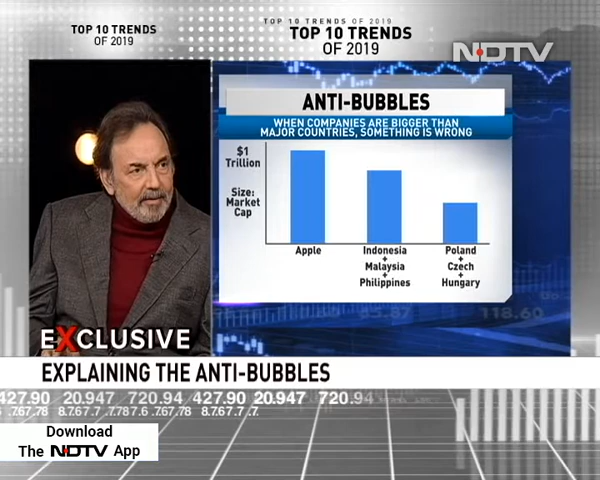 TOP 10 TRENDS OF 2019
TOP 10 TRENDS
OF 2019
TOP 10 TRENDS
OF 2019
NDTV
ANTI-BUBBLES
WHEN COMPANIES ARE BIGGER THAN
MAJOR COUNTRIES, SOMETHING IS WRONG
$1
Trillion
Size:
Market
Cap
Apple
Indonesia
+
Malaysia
+
Philippines
Poland
+
Czech
+
Hungary
118.60
EXCLUSIVE
EXPLAINING THE ANTI-BUBBLES
427.90 20.947 720.94 427.90 20.947 720.94
Download
The NDTV App